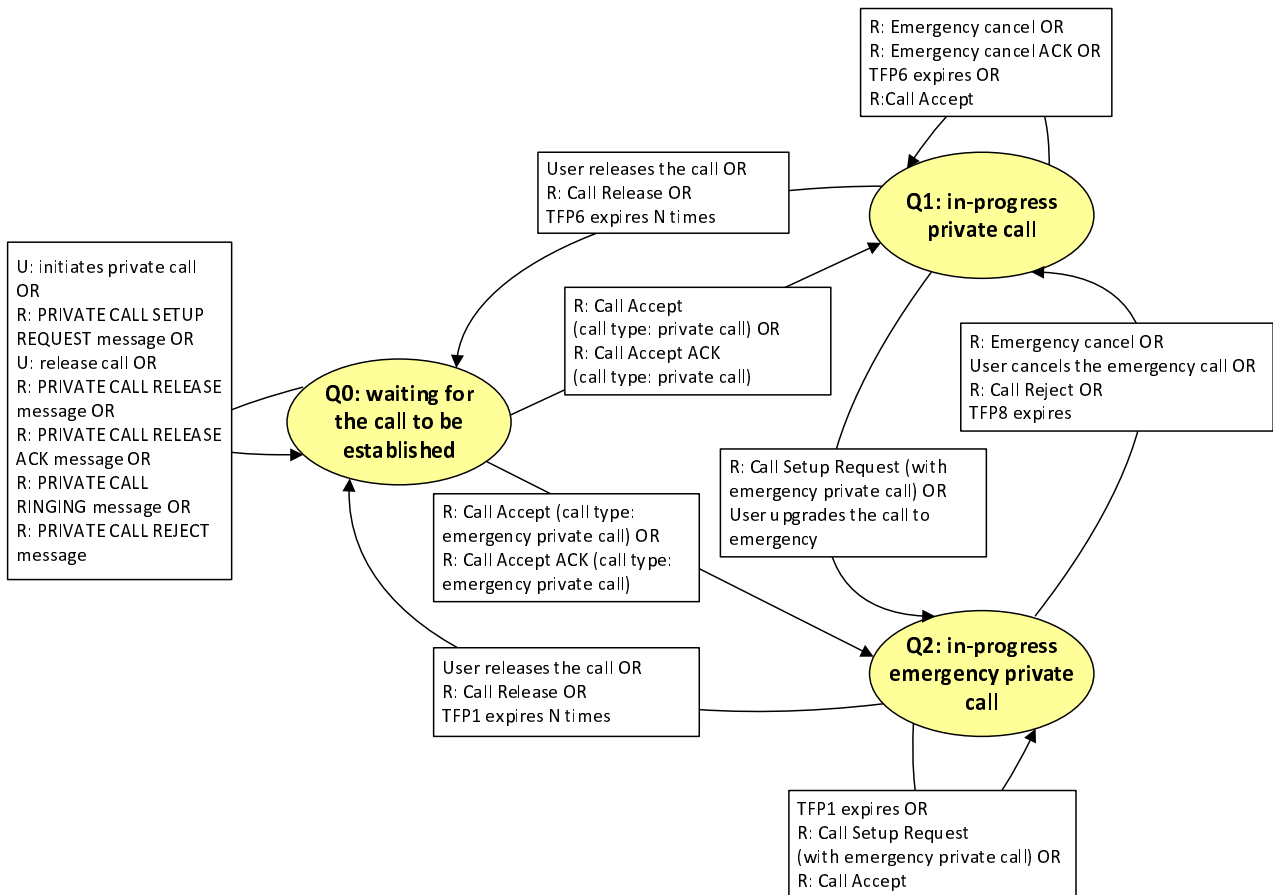 R: Emergency cancel OR
R: Emergency cancel ACK OR
TFP6 expires OR
R:Call Accept
User releases the call OR
R: Call Release OR
TFP6 expires N times
Q1: in-progress
private call
U: initiates private call
OR
R: PRIVATE CALL SETUP
REQUEST message OR
U: release call OR
R: PRIVATE CALL RELEASE
message OR
R: PRIVATE CALL RELEASE
ACK message OR
R: PRIVATE CALL
RINGING message OR
R: PRIVATE CALL REJECT
message
R: Call Accept
(call type: private call) OR
R: Call Accept ACK
(call type: private call)
R: Emergency cancel OR
User cancels the emergency call OR
R: Call Reject OR
TFP8 expires
Q0: waiting for
the call to be
established
R: Call Setup Request (with
emergency private call) OR
User upgrades the call to
emergency
R: Call Accept (call type:
emergency private call) OR
R: Call Accept ACK (call type:
emergency private call)
Q2: in-progress
emergency private
call
User releases the call OR
R: Call Release OR
TFP1 expires N times
TFP1 expires OR
R: Call Setup Request
(with emergency private call) OR
R: Call Accept